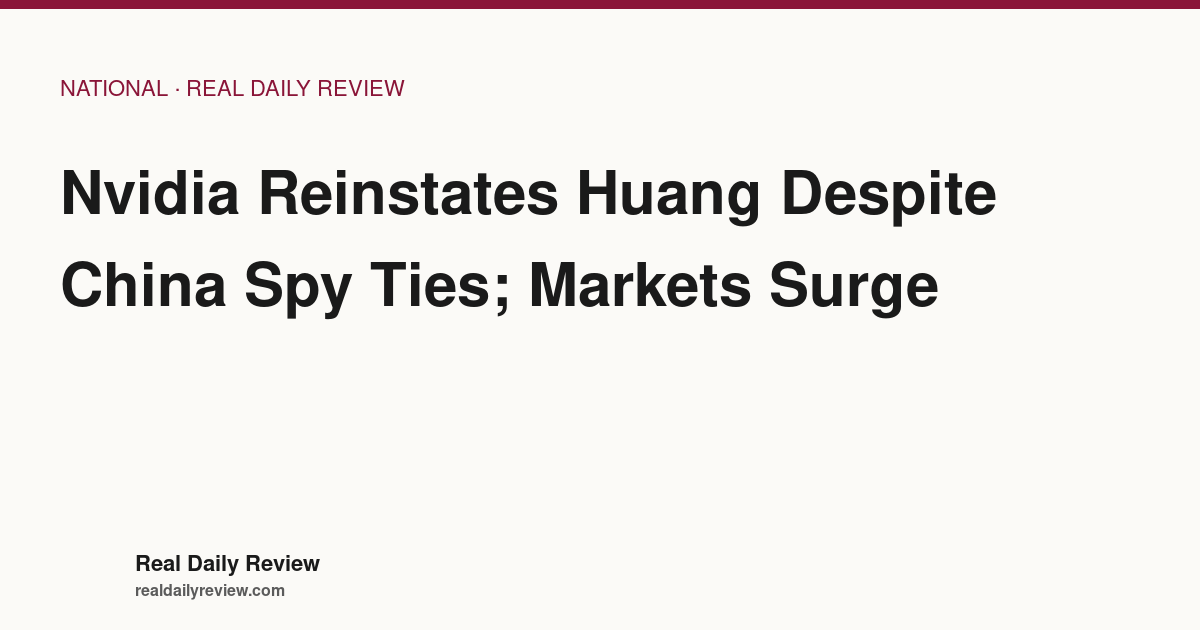 NATIONAL · REAL DAILY REVIEW
Nvidia Reinstates Huang Despite
China Spy Ties; Markets Surge
Real Daily Review
realdailyreview.com